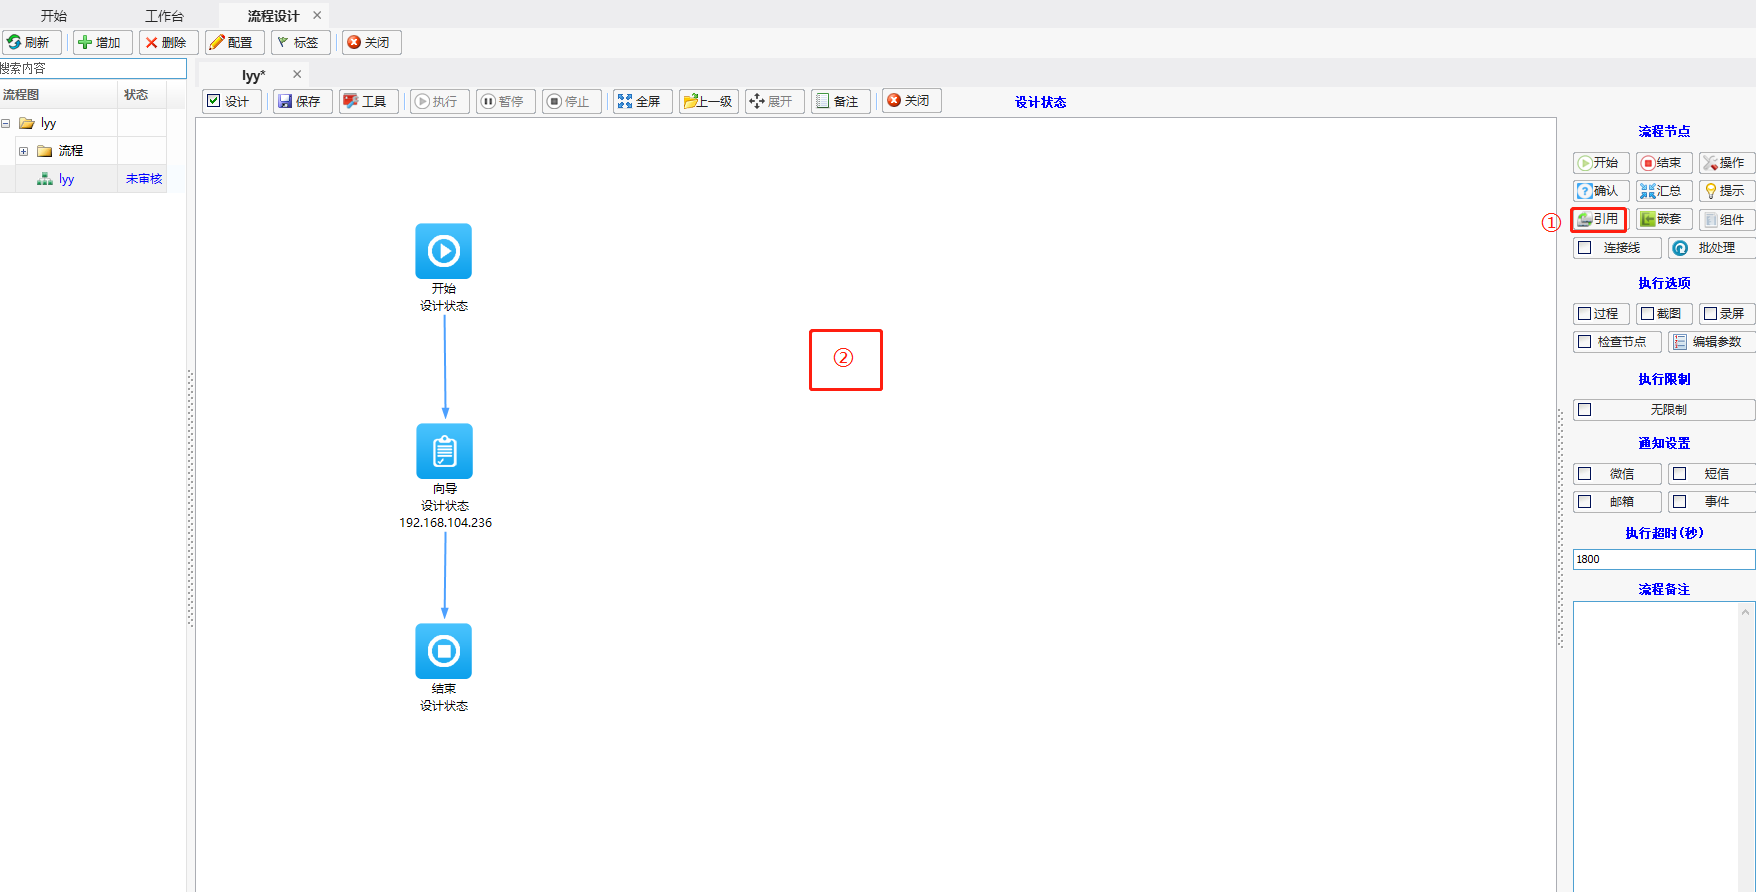 开始 工作台 流程设计
刷新 增加 删除 配置 标签 关闭
搜索内容
lyy*
流程图 状态
设计 保存 工具 执行 暂停 停止 全屏 上一级 展开 备注 关闭 设计状态
lyy
流程
lyy 未审核
开始
设计状态
向导
设计状态
192.168.104.236
结束
设计状态
②
①
流程节点
开始 结束 操作
确认 汇总 提示
引用 嵌套 组件
连接线 批处理
执行选项
过程 截图 录屏
检查节点 编辑参数
执行限制
无限制
通知设置
微信 短信
邮箱 事件
执行超时(秒)
1800
流程备注